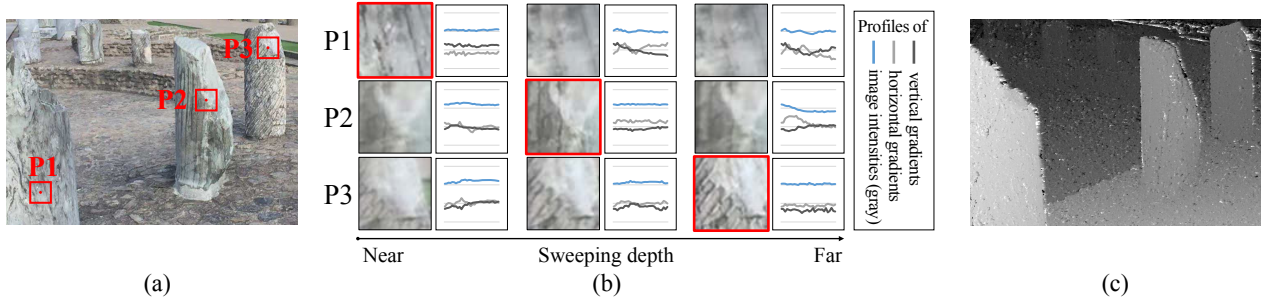 P1
P2
P3
P1
P2
P3
Near
Sweeping depth
Far
Profiles of
image intensities (gray)
horizontal gradients
vertical gradients
(a)
(b)
(c)